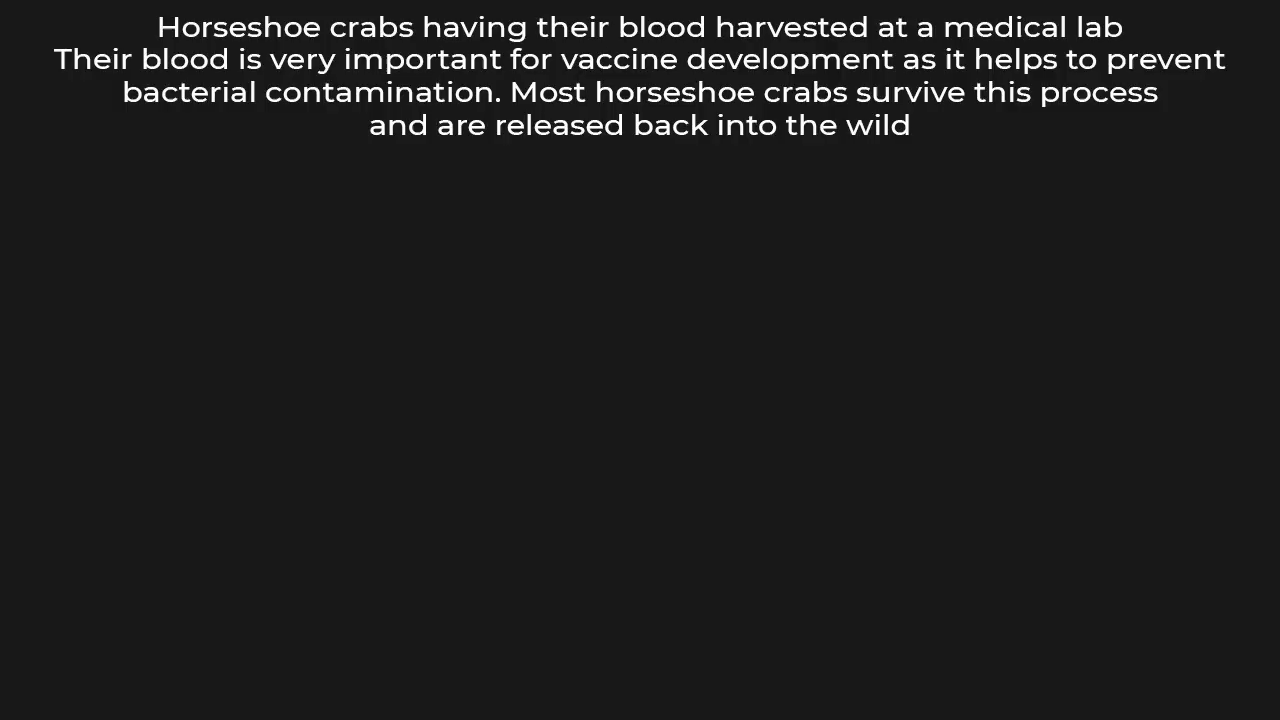 Horseshoe crabs having their blood harvested at a medical lab
Their blood is very important for vaccine development as it helps to prevent
bacterial contamination. Most horseshoe crabs survive this process
and are released back into the wild